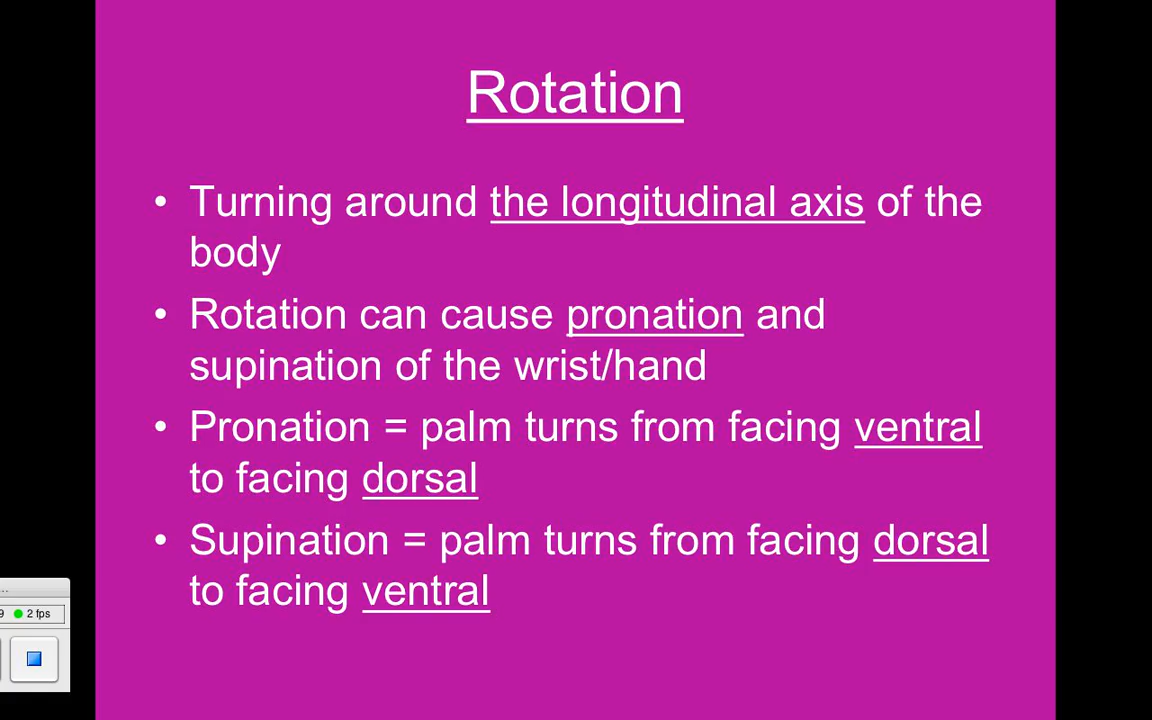 Rotation
• Turning around the longitudinal axis of the
body
• Rotation can cause pronation and
supination of the wrist/hand
• Pronation = palm turns from facing ventral
to facing dorsal
• Supination = palm turns from facing dorsal
to facing ventral
...
9 2 fps